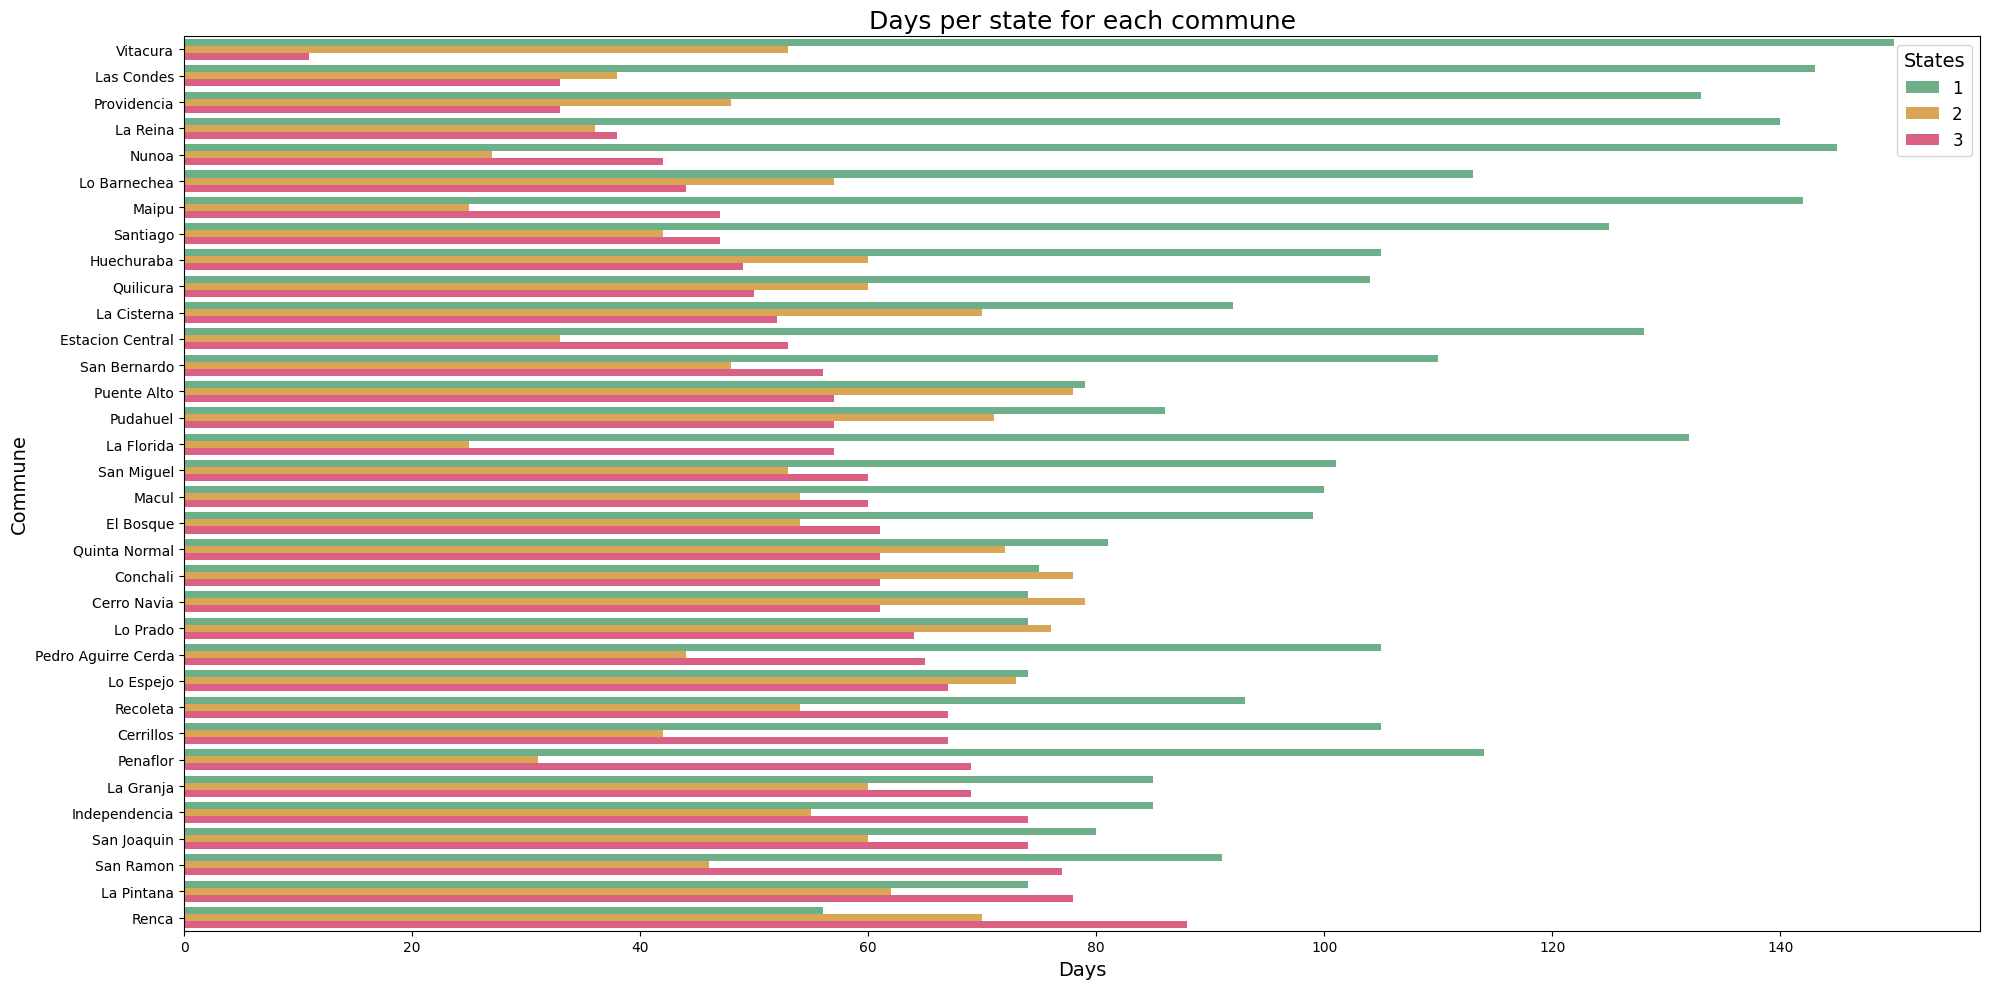 Days per state for each commune
States
1
2
3
Commune
Vitacura
Las Condes
Providencia
La Reina
Nunoa
Lo Barnechea
Maipu
Santiago
Huechuraba
Quilicura
La Cisterna
Estacion Central
San Bernardo
Puente Alto
Pudahuel
La Florida
San Miguel
Macul
El Bosque
Quinta Normal
Conchali
Cerro Navia
Lo Prado
Pedro Aguirre Cerda
Lo Espejo
Recoleta
Cerrillos
Penaflor
La Granja
Independencia
San Joaquin
San Ramon
La Pintana
Renca
0 20 40 60 80 100 120 140
Days